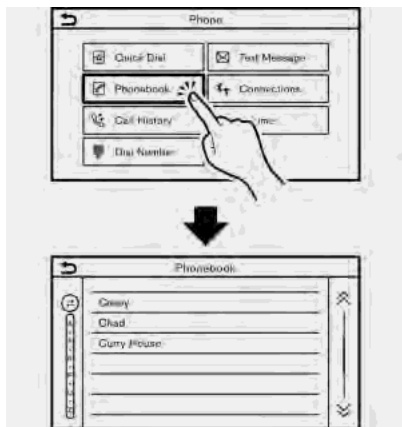 Phone
Quick Dial
Text Message
Phonebook
Connections
Call History
Dial Number
Phonebook
Casey
Chad
Curry House